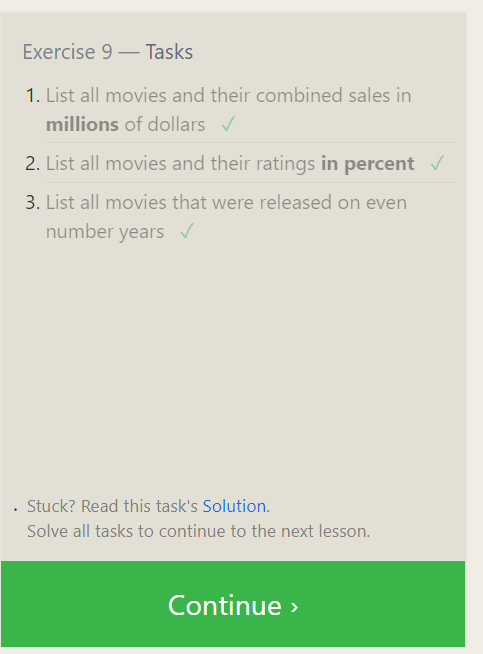 Exercise 9 — Tasks
1. List all movies and their combined sales in
millions of dollars ✓
2. List all movies and their ratings in percent ✓
3. List all movies that were released on even
number years ✓
Stuck? Read this task's Solution.
Solve all tasks to continue to the next lesson.
Continue ›